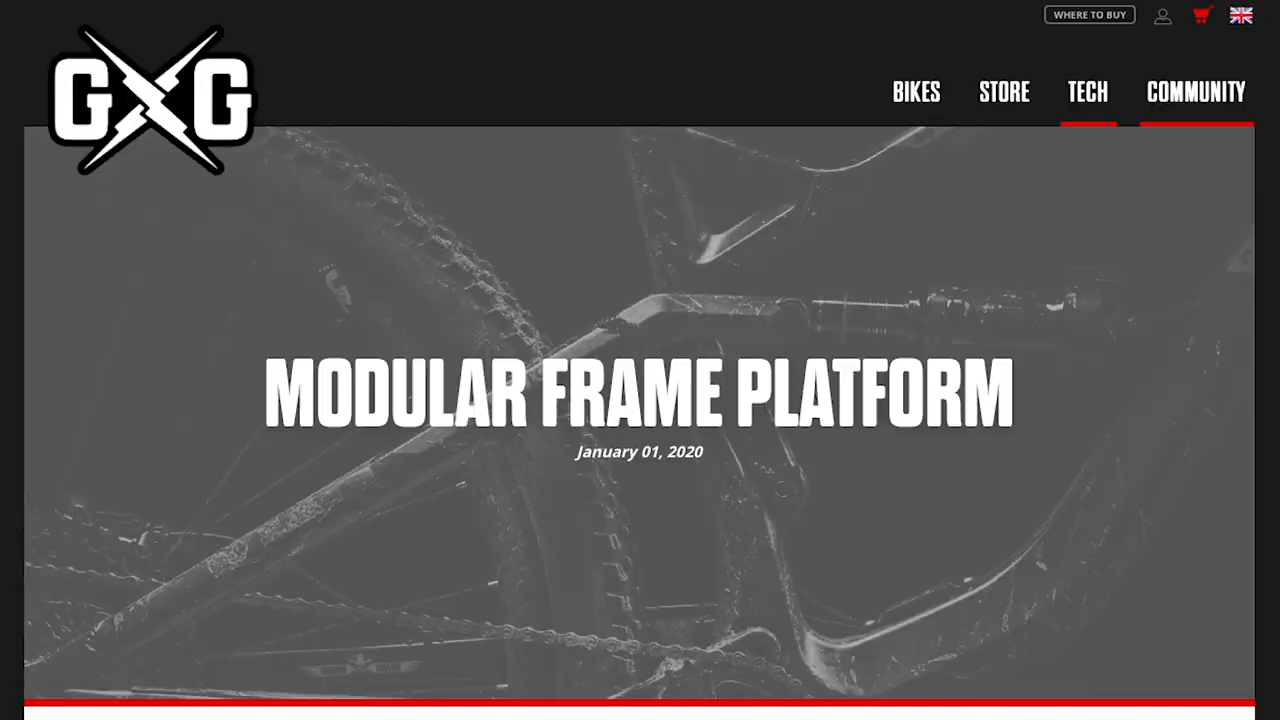 WHERE TO BUY
GXG
BIKES STORE TECH COMMUNITY
MODULAR FRAME PLATFORM
January 01, 2020